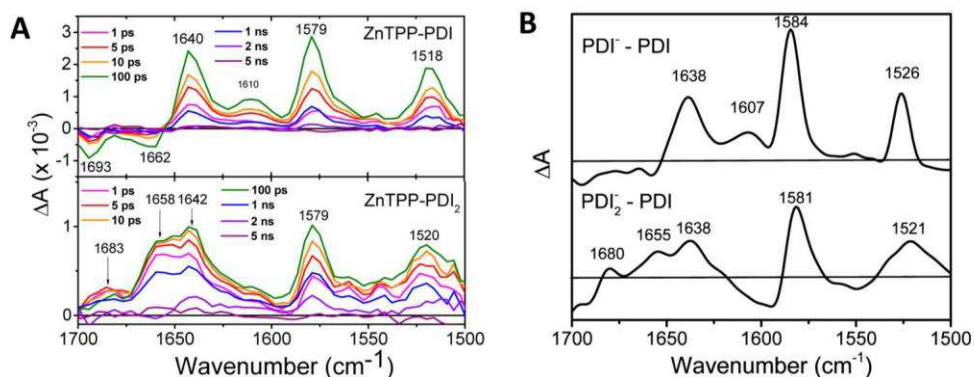 A
ZnTPP-PDI
1 ps
5 ps
10 ps
100 ps
1 ns
2 ns
5 ns
1640
1610
1579
1518
1693
1662
3
2
1
0
-1
ΔA (x 10⁻³)
ZnTPP-PDI₂
1 ps
5 ps
10 ps
100 ps
1 ns
2 ns
5 ns
1683
1658
1642
1579
1520
1
0
1700 1650 1600 1550 1500
Wavenumber (cm⁻¹)
B
PDI⁻ - PDI
1638
1607
1584
1526
ΔA
PDI₂⁻ - PDI
1680
1655
1638
1581
1521
1700 1650 1600 1550 1500
Wavenumber (cm⁻¹)